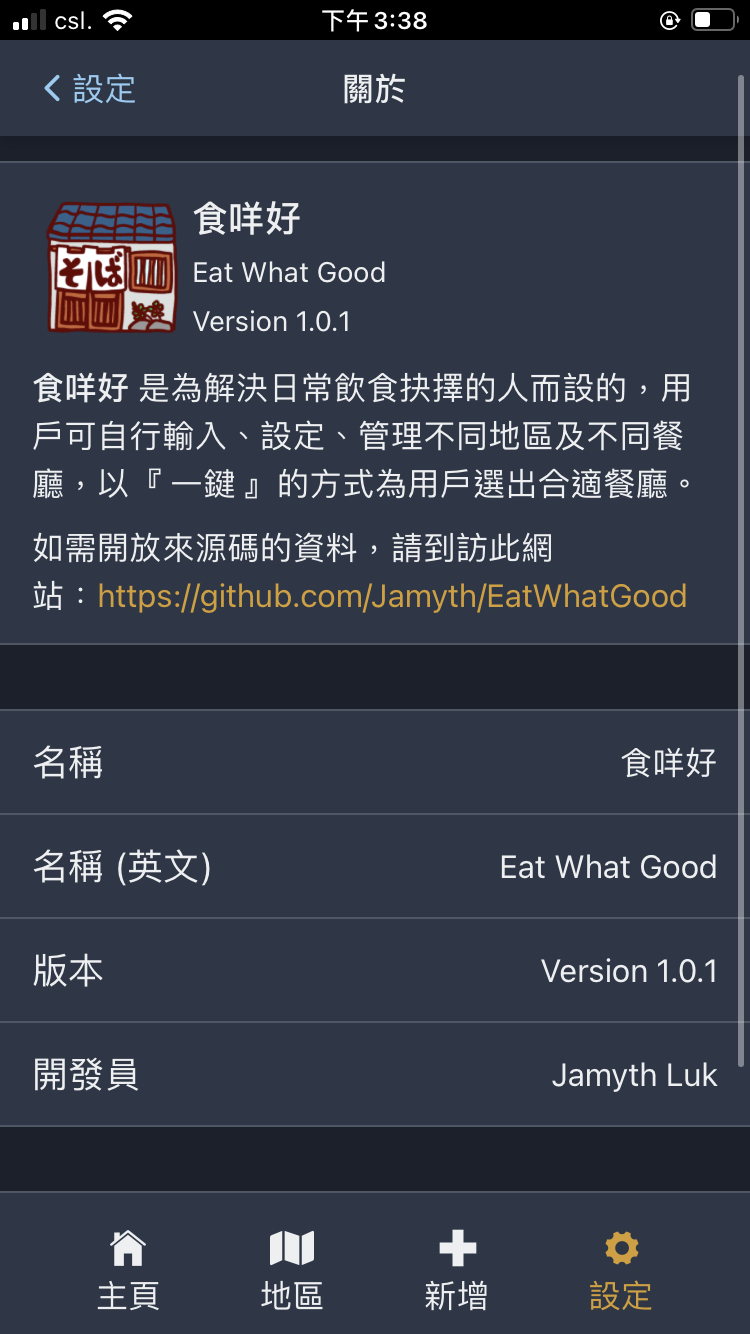 csl.
下午3:38
設定
關於
そば
食咩好
Eat What Good
Version 1.0.1
食咩好 是為解決日常飲食抉擇的人而設的，用
戶可自行輸入、設定、管理不同地區及不同餐
廳，以『 一鍵 』的方式為用戶選出合適餐廳。
如需開放來源碼的資料，請到訪此網
站：https://github.com/Jamyth/EatWhatGood
名稱
食咩好
名稱 (英文)
Eat What Good
版本
Version 1.0.1
開發員
Jamyth Luk
主頁
地區
新增
設定